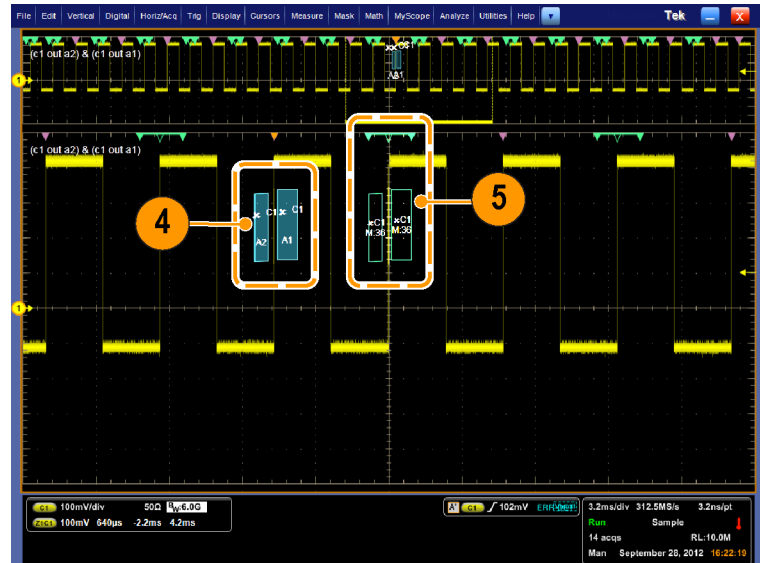 File Edit Vertical Digital Horiz/Acq Trig Display Cursors Measure Mask Math MyScope Analyze Utilities Help Tek X
(c1 out a2) & (c1 out a1)
1
(c1 out a2) & (c1 out a1)
4
5
C1 C1
A2 A1
C1 C1
M:36 M:36
1
C1 100mV/div 50Ω BW:6.0G
Z1C1 100mV 640µs -2.2ms 4.2ms
A' C1 102mV
3.2ms/div 312.5MS/s 3.2ns/pt
Run Sample
14 acqs RL:10.0M
Man September 28, 2012 16:22:19